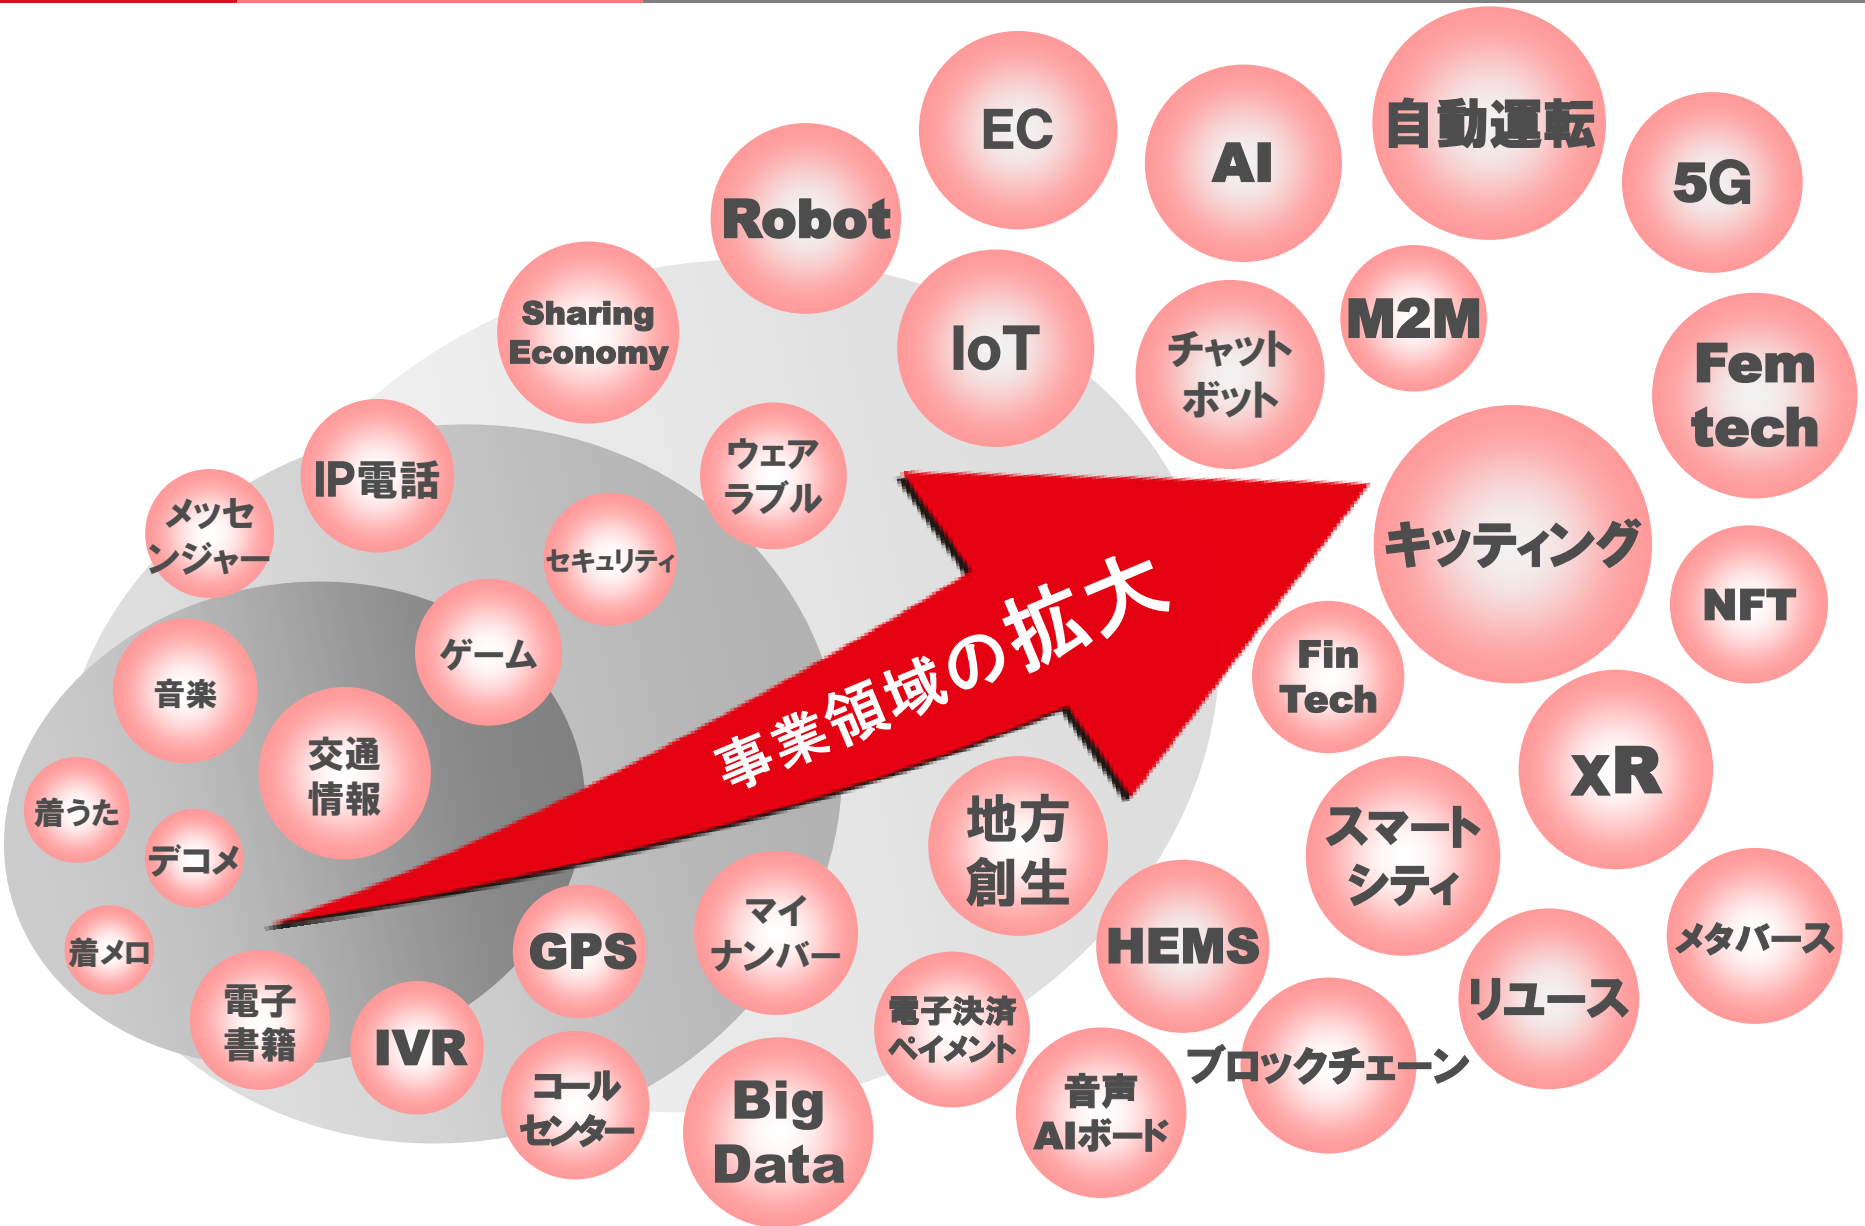 EC
AI
自動運転
5G
Robot
Sharing
Economy
IoT
チャット
ボット
M2M
Fem
tech
IP電話
ウェア
ラブル
メッセ
ンジャー
セキュリティ
キッティング
NFT
ゲーム
音楽
交通
情報
事業領域の拡大
Fin
Tech
xR
着うた
デコメ
地方
創生
スマート
シティ
着メロ
GPS
マイ
ナンバー
HEMS
メタバース
電子
書籍
IVR
電子決済
ペイメント
リユース
コール
センター
Big
Data
音声
AIボード
ブロックチェーン